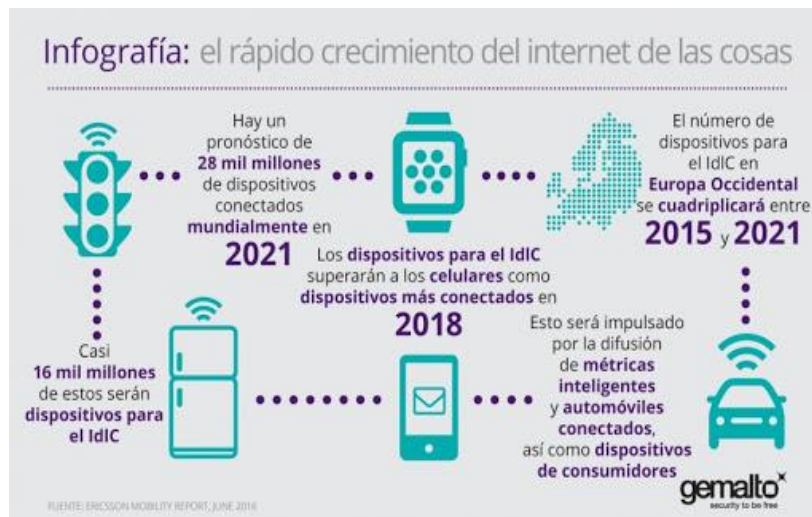 Infografía: el rápido crecimiento del internet de las cosas
Hay un
pronóstico de
28 mil millones
de dispositivos
conectados
mundialmente en
2021
Casi
16 mil millones
de estos serán
dispositivos para
el IdlC
Los dispositivos para el IdlC
superarán a los celulares como
dispositivos más conectados en
2018
El número de
dispositivos para
el IdlC en
Europa Occidental
se cuadriplicará entre
2015 y 2021
Esto será impulsado
por la difusión
de métricas
inteligentes
y automóviles
conectados,
así como dispositivos
de consumidores
FUENTE: ERICSSON MOBILITY REPORT, JUNE 2016
gemalto
security to be free